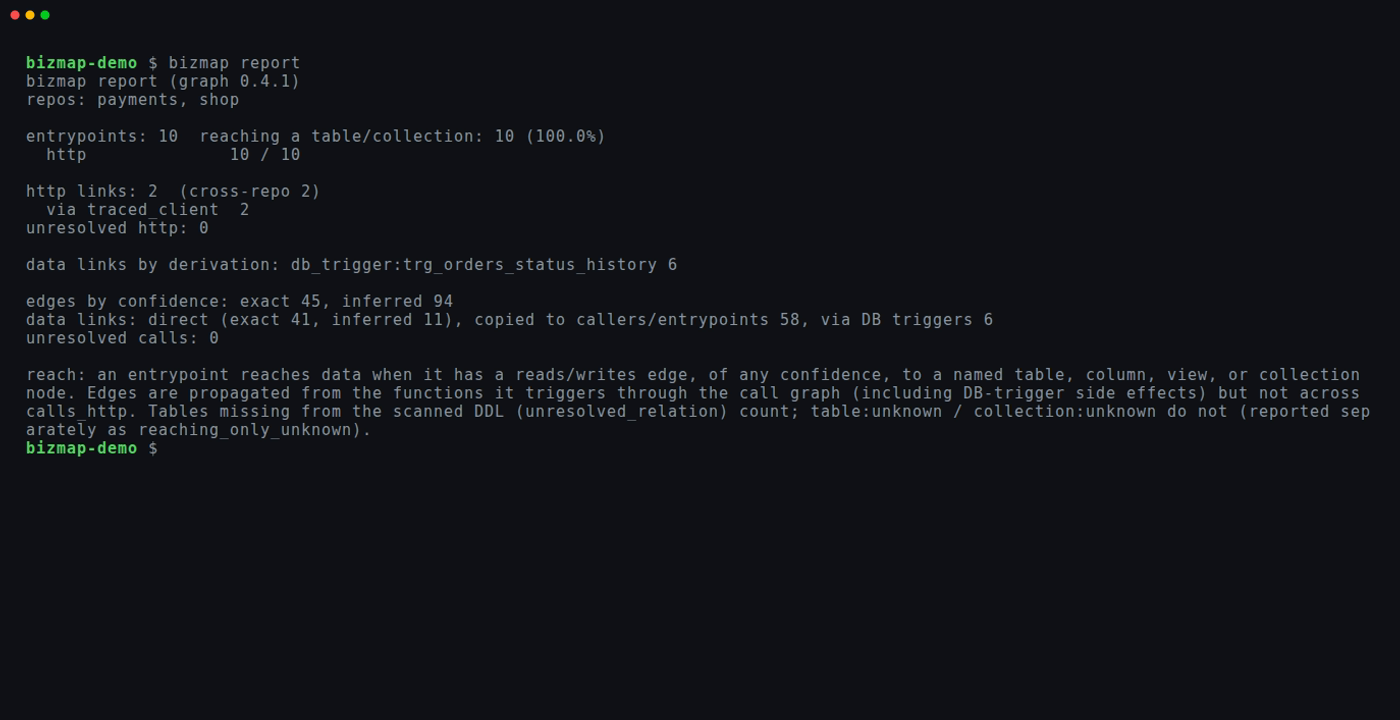 bizmap-demo $ bizmap report
bizmap report (graph 0.4.1)
repos: payments, shop
entrypoints: 10  reaching a table/collection: 10 (100.0%)
  http              10 / 10
http links: 2  (cross-repo 2)
  via traced_client  2
unresolved http: 0
data links by derivation: db_trigger:trg_orders_status_history 6
edges by confidence: exact 45, inferred 94
data links: direct (exact 41, inferred 11), copied to callers/entrypoints 58, via DB triggers 6
unresolved calls: 0
reach: an entrypoint reaches data when it has a reads/writes edge, of any confidence, to a named table, column, view, or collection
node. Edges are propagated from the functions it triggers through the call graph (including DB-trigger side effects) but not across
calls_http. Tables missing from the scanned DDL (unresolved_relation) count; table:unknown / collection:unknown do not (reported sep
arately as reaching_only_unknown).
bizmap-demo $